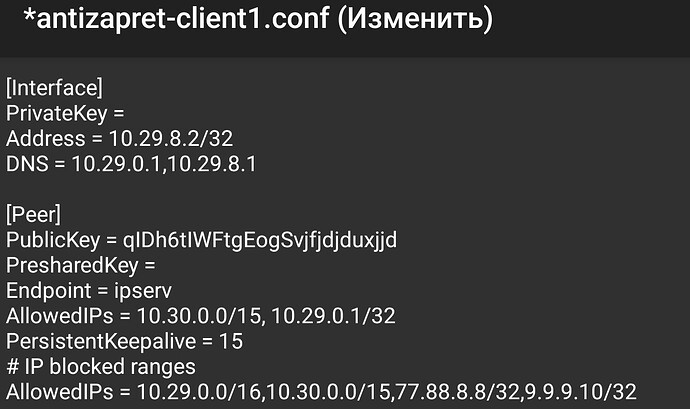 *antizapret-client1.conf (Изменить)
[Interface]
PrivateKey =
Address = 10.29.8.2/32
DNS = 10.29.0.1,10.29.8.1
[Peer]
PublicKey = qIDh6tIWFtgEogSvjfjdjduxjjd
PresharedKey =
Endpoint = ipserv
AllowedIPs = 10.30.0.0/15, 10.29.0.1/32
PersistentKeepalive = 15
# IP blocked ranges
AllowedIPs = 10.29.0.0/16,10.30.0.0/15,77.88.8.8/32,9.9.9.10/32